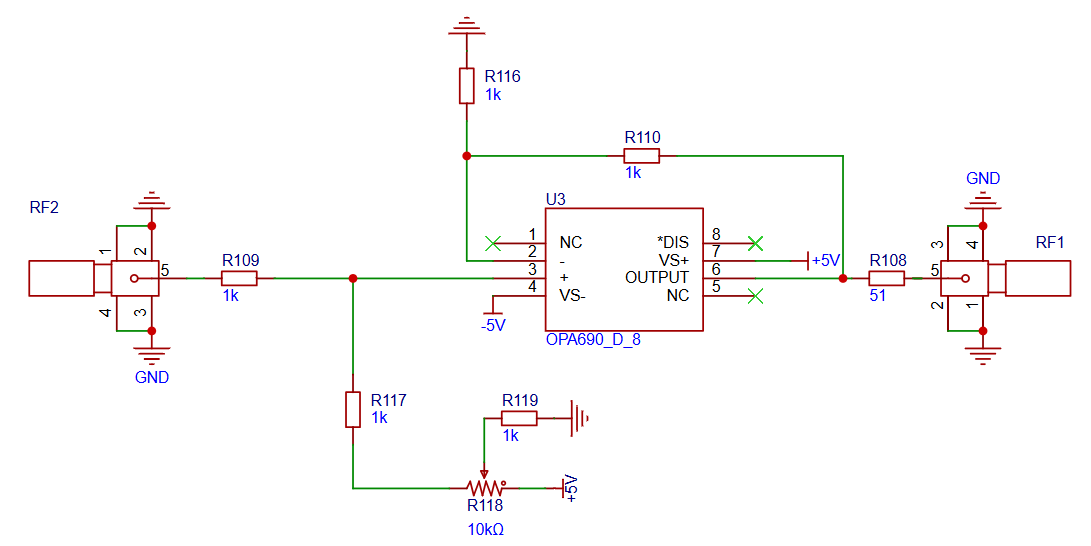 R116
1k
R110
1k
GND
RF2
U3
RF1
1
2
5
4
3
GND
R109
1k
1
2
3
4
NC
-
+
VS-
*DIS
VS+
OUTPUT
NC
8
7
6
5
+5V
-5V
OPA690_D_8
R108
51
3
4
5
2
1
R117
1k
R119
1k
R118
10kΩ
+5V